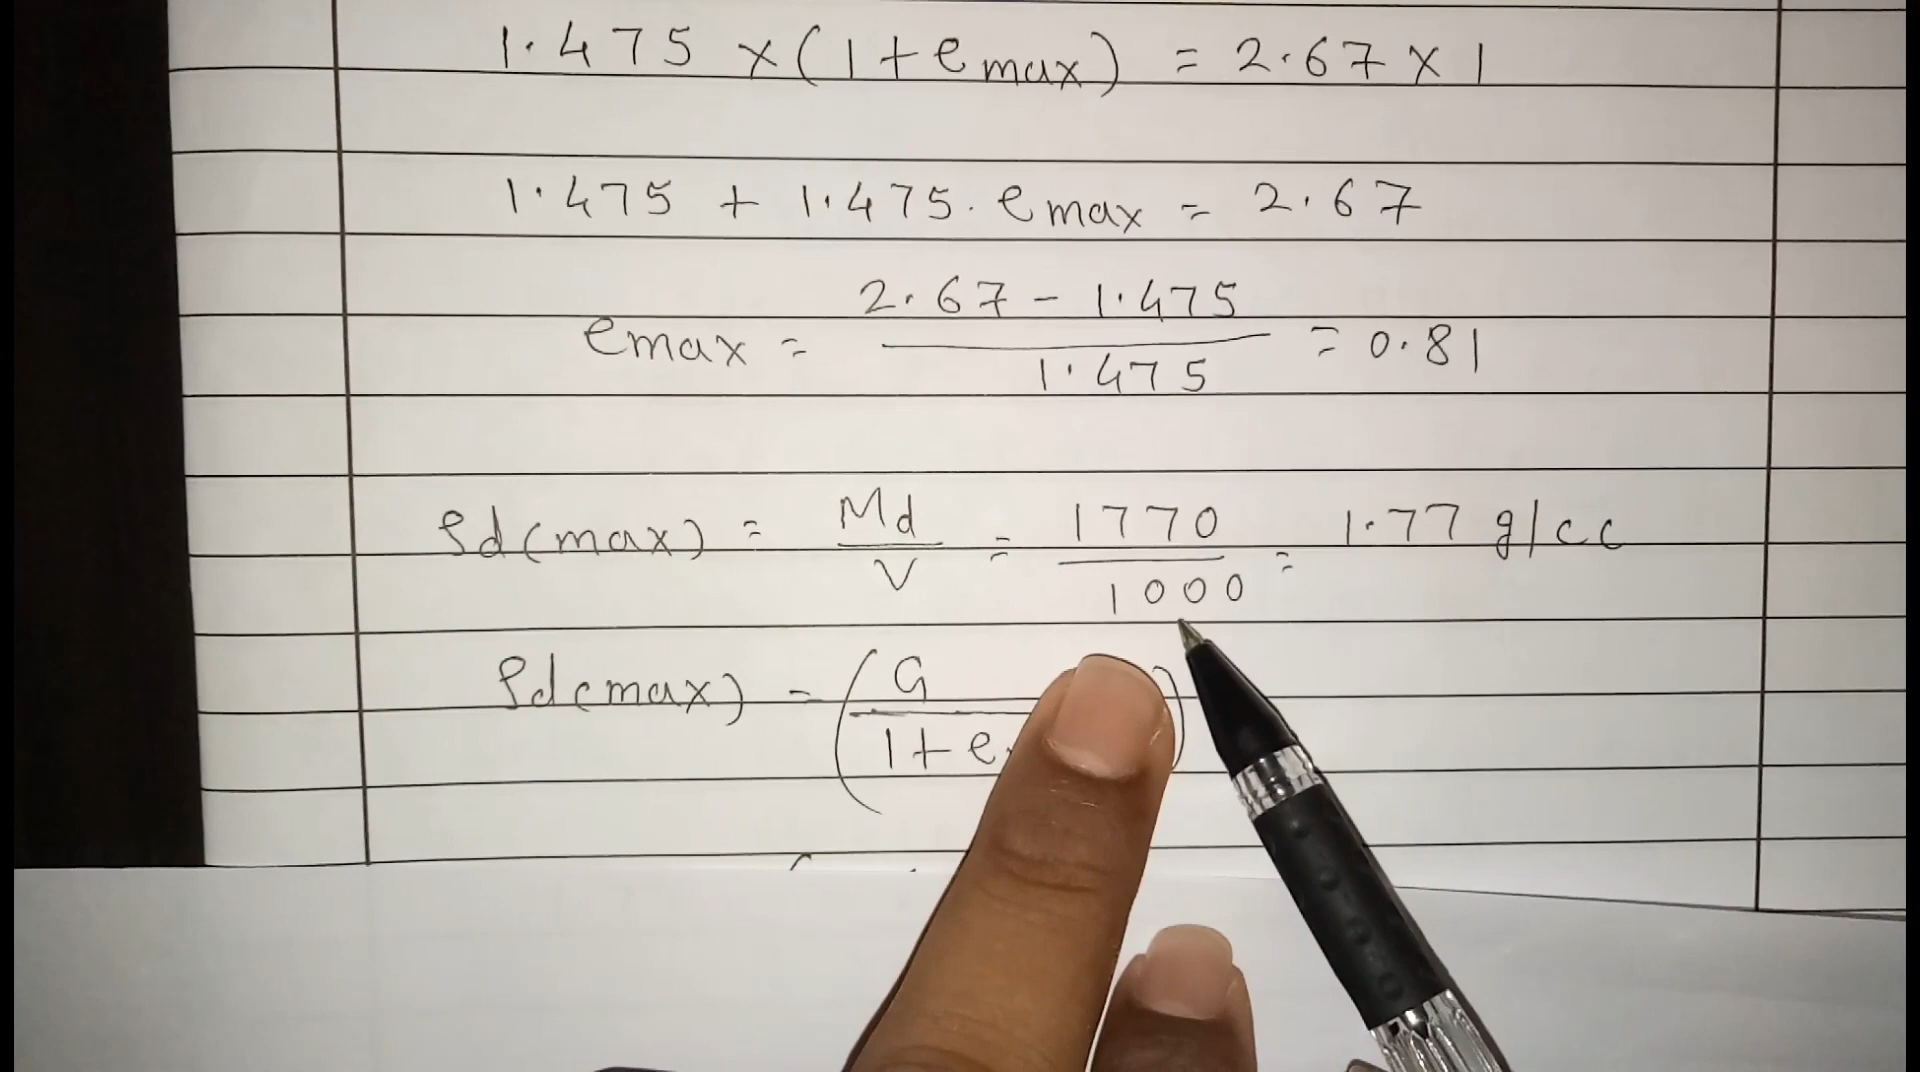 1.475 × (1 + emax) = 2.67 × 1
1.475 + 1.475. emax = 2.67
emax = 2.67 - 1.475 / 1.475 = 0.81
ρd(max) = Md / V = 1770 / 1000 = 1.77 g/cc
ρd(max) = (G / 1 + e )